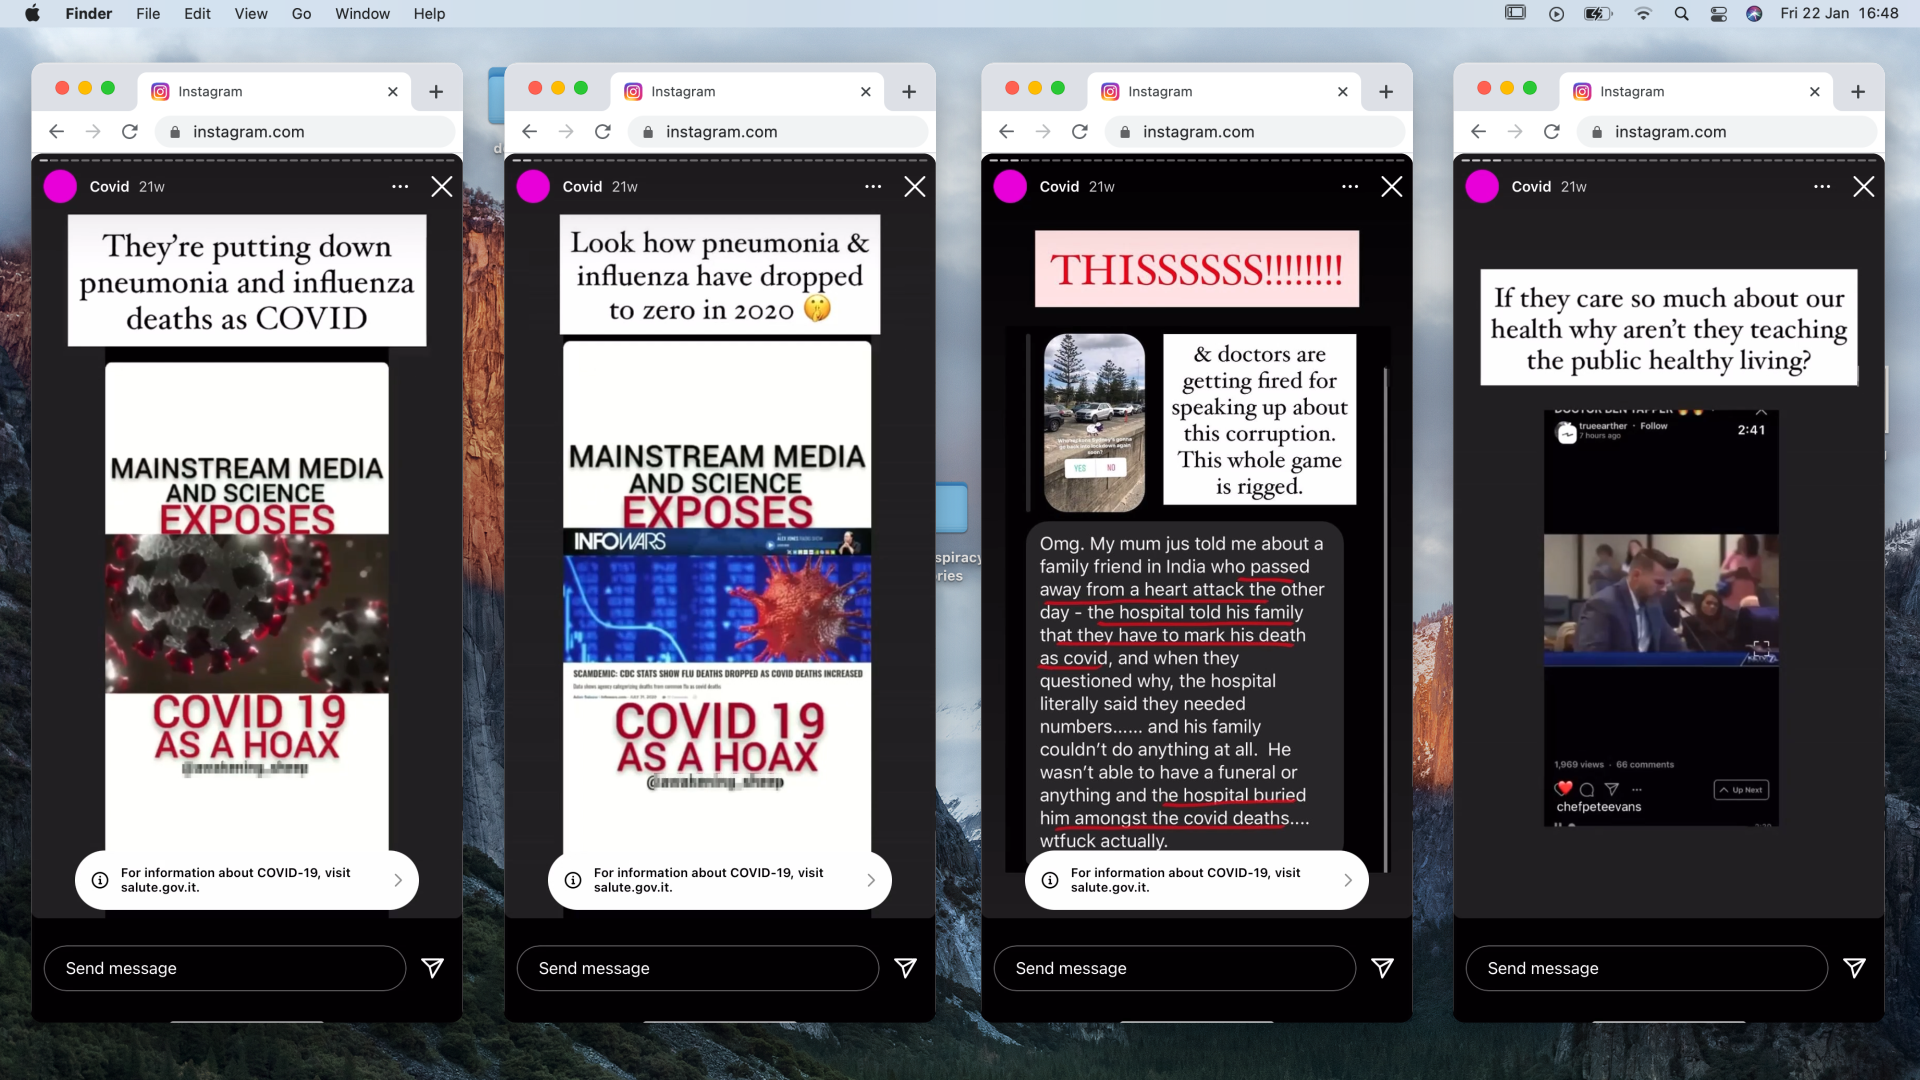 Finder File Edit View Go Window Help
Fri 22 Jan 16:48
Instagram
instagram.com
Covid 21w
They're putting down
pneumonia and influenza
deaths as COVID
MAINSTREAM MEDIA
AND SCIENCE
EXPOSES
COVID 19
AS A HOAX
For information about COVID-19, visit
salute.gov.it.
Send message
Instagram
instagram.com
Covid 21w
Look how pneumonia &
influenza have dropped
to zero in 2020 🤫
MAINSTREAM MEDIA
AND SCIENCE
EXPOSES
INFOWARS
SCAMDEMIC: CDC STATS SHOW FLU DEATHS DROPPED AS COVID DEATHS INCREASED
COVID 19
AS A HOAX
For information about COVID-19, visit
salute.gov.it.
Send message
spiracy
ries
Instagram
instagram.com
Covid 21w
THISSSSSS!!!!!!!!
& doctors are
getting fired for
speaking up about
this corruption.
This whole game
is rigged.
YES NO
Omg. My mum jus told me about a
family friend in India who passed
away from a heart attack the other
day - the hospital told his family
that they have to mark his death
as covid, and when they
questioned why, the hospital
literally said they needed
numbers...... and his family
couldn't do anything at all. He
wasn't able to have a funeral or
anything and the hospital buried
him amongst the covid deaths....
wtfuck actually.
For information about COVID-19, visit
salute.gov.it.
Send message
Instagram
instagram.com
Covid 21w
If they care so much about our
health why aren't they teaching
the public healthy living?
trueearther · Follow
7 hours ago
2:41
1,969 views · 66 comments
Up Next
chefpeteevans
Send message